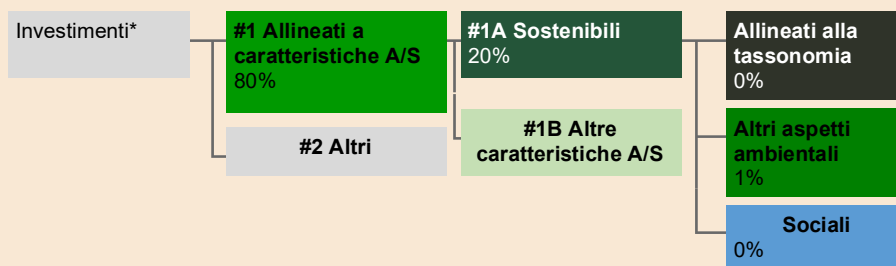 Investimenti*
#1 Allineati a
caratteristiche A/S
80%
#2 Altri
#1A Sostenibili
20%
#1B Altre
caratteristiche A/S
Allineati alla
tassonomia
0%
Altri aspetti
ambientali
1%
Sociali
0%